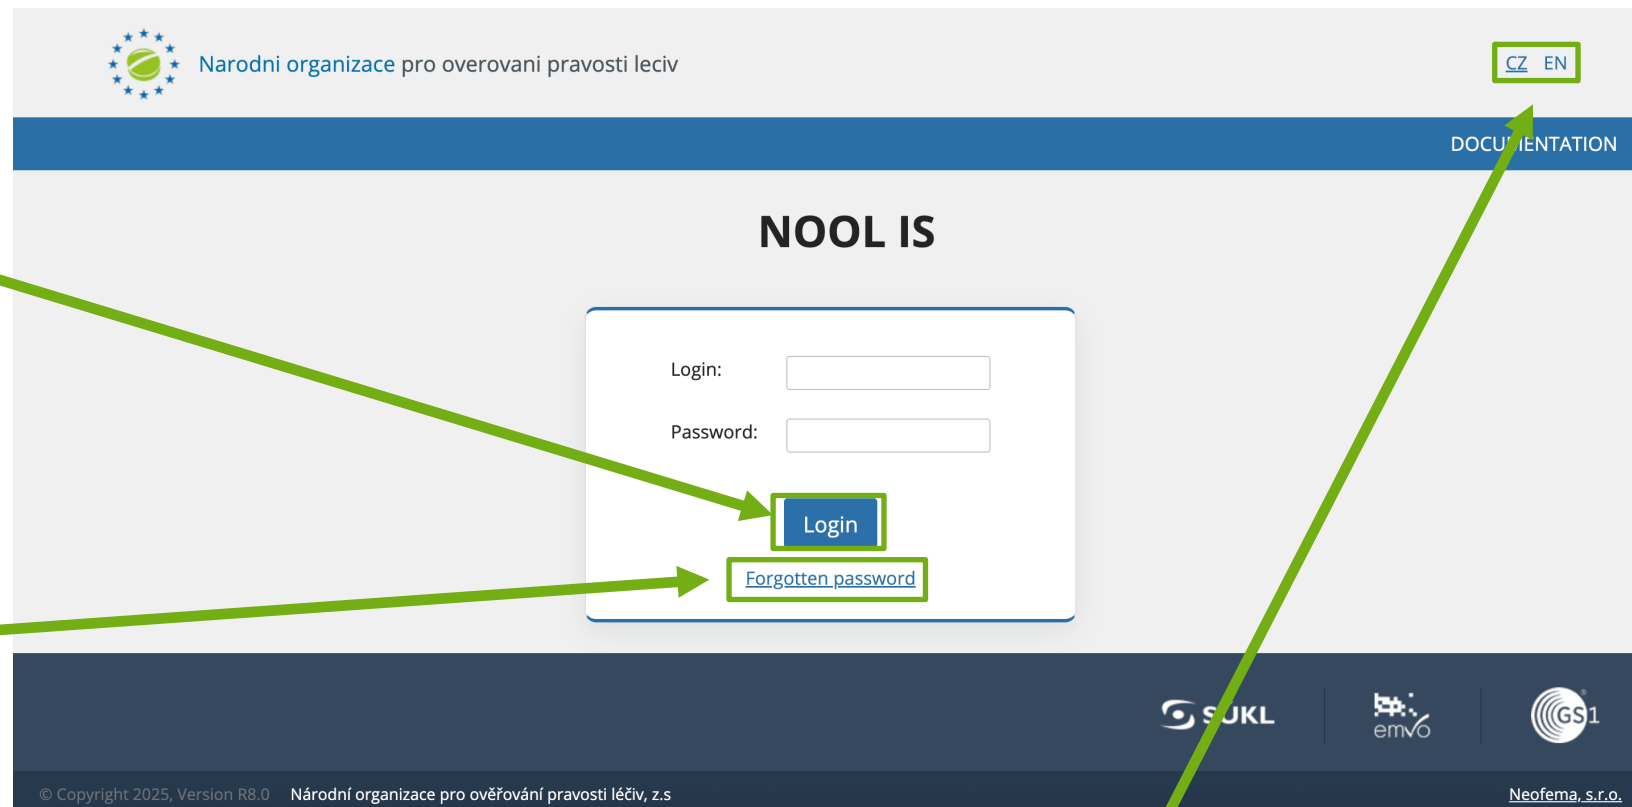 Narodni organizace pro overovani pravosti leciv
CZ EN
DOCUMENTATION
NOOL IS
Login:
Password:
Login
Forgotten password
SUKL
emvo
GS1
© Copyright 2025, Version R8.0 Národní organizace pro ověřování pravosti léčiv, z.s
Neofema, s.r.o.